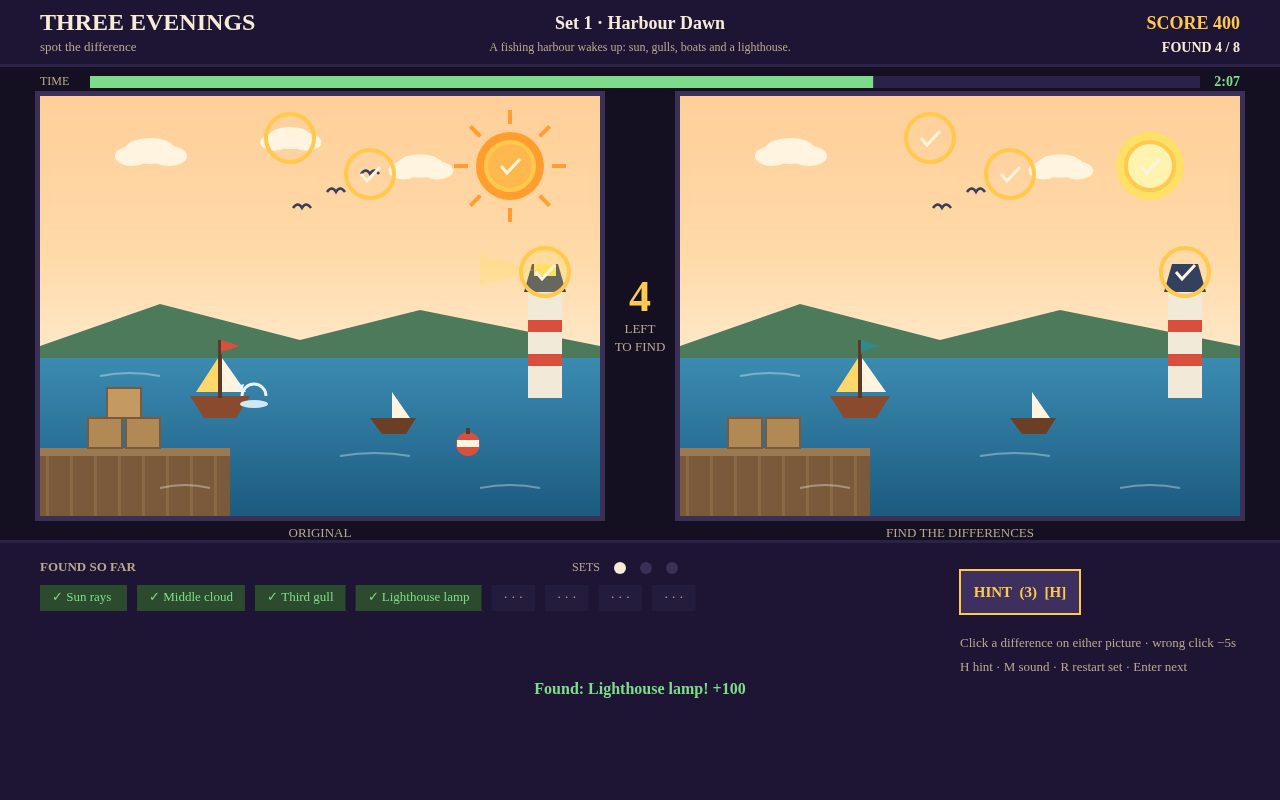 THREE EVENINGS
spot the difference
Set 1 · Harbour Dawn
A fishing harbour wakes up: sun, gulls, boats and a lighthouse.
SCORE 400
FOUND 4 / 8
TIME
2:07
4
LEFT
TO FIND
ORIGINAL
FIND THE DIFFERENCES
FOUND SO FAR
SETS
✓ Sun rays
✓ Middle cloud
✓ Third gull
✓ Lighthouse lamp
· · ·
· · ·
· · ·
· · ·
HINT (3) [H]
Click a difference on either picture · wrong click −5s
H hint · M sound · R restart set · Enter next
Found: Lighthouse lamp! +100